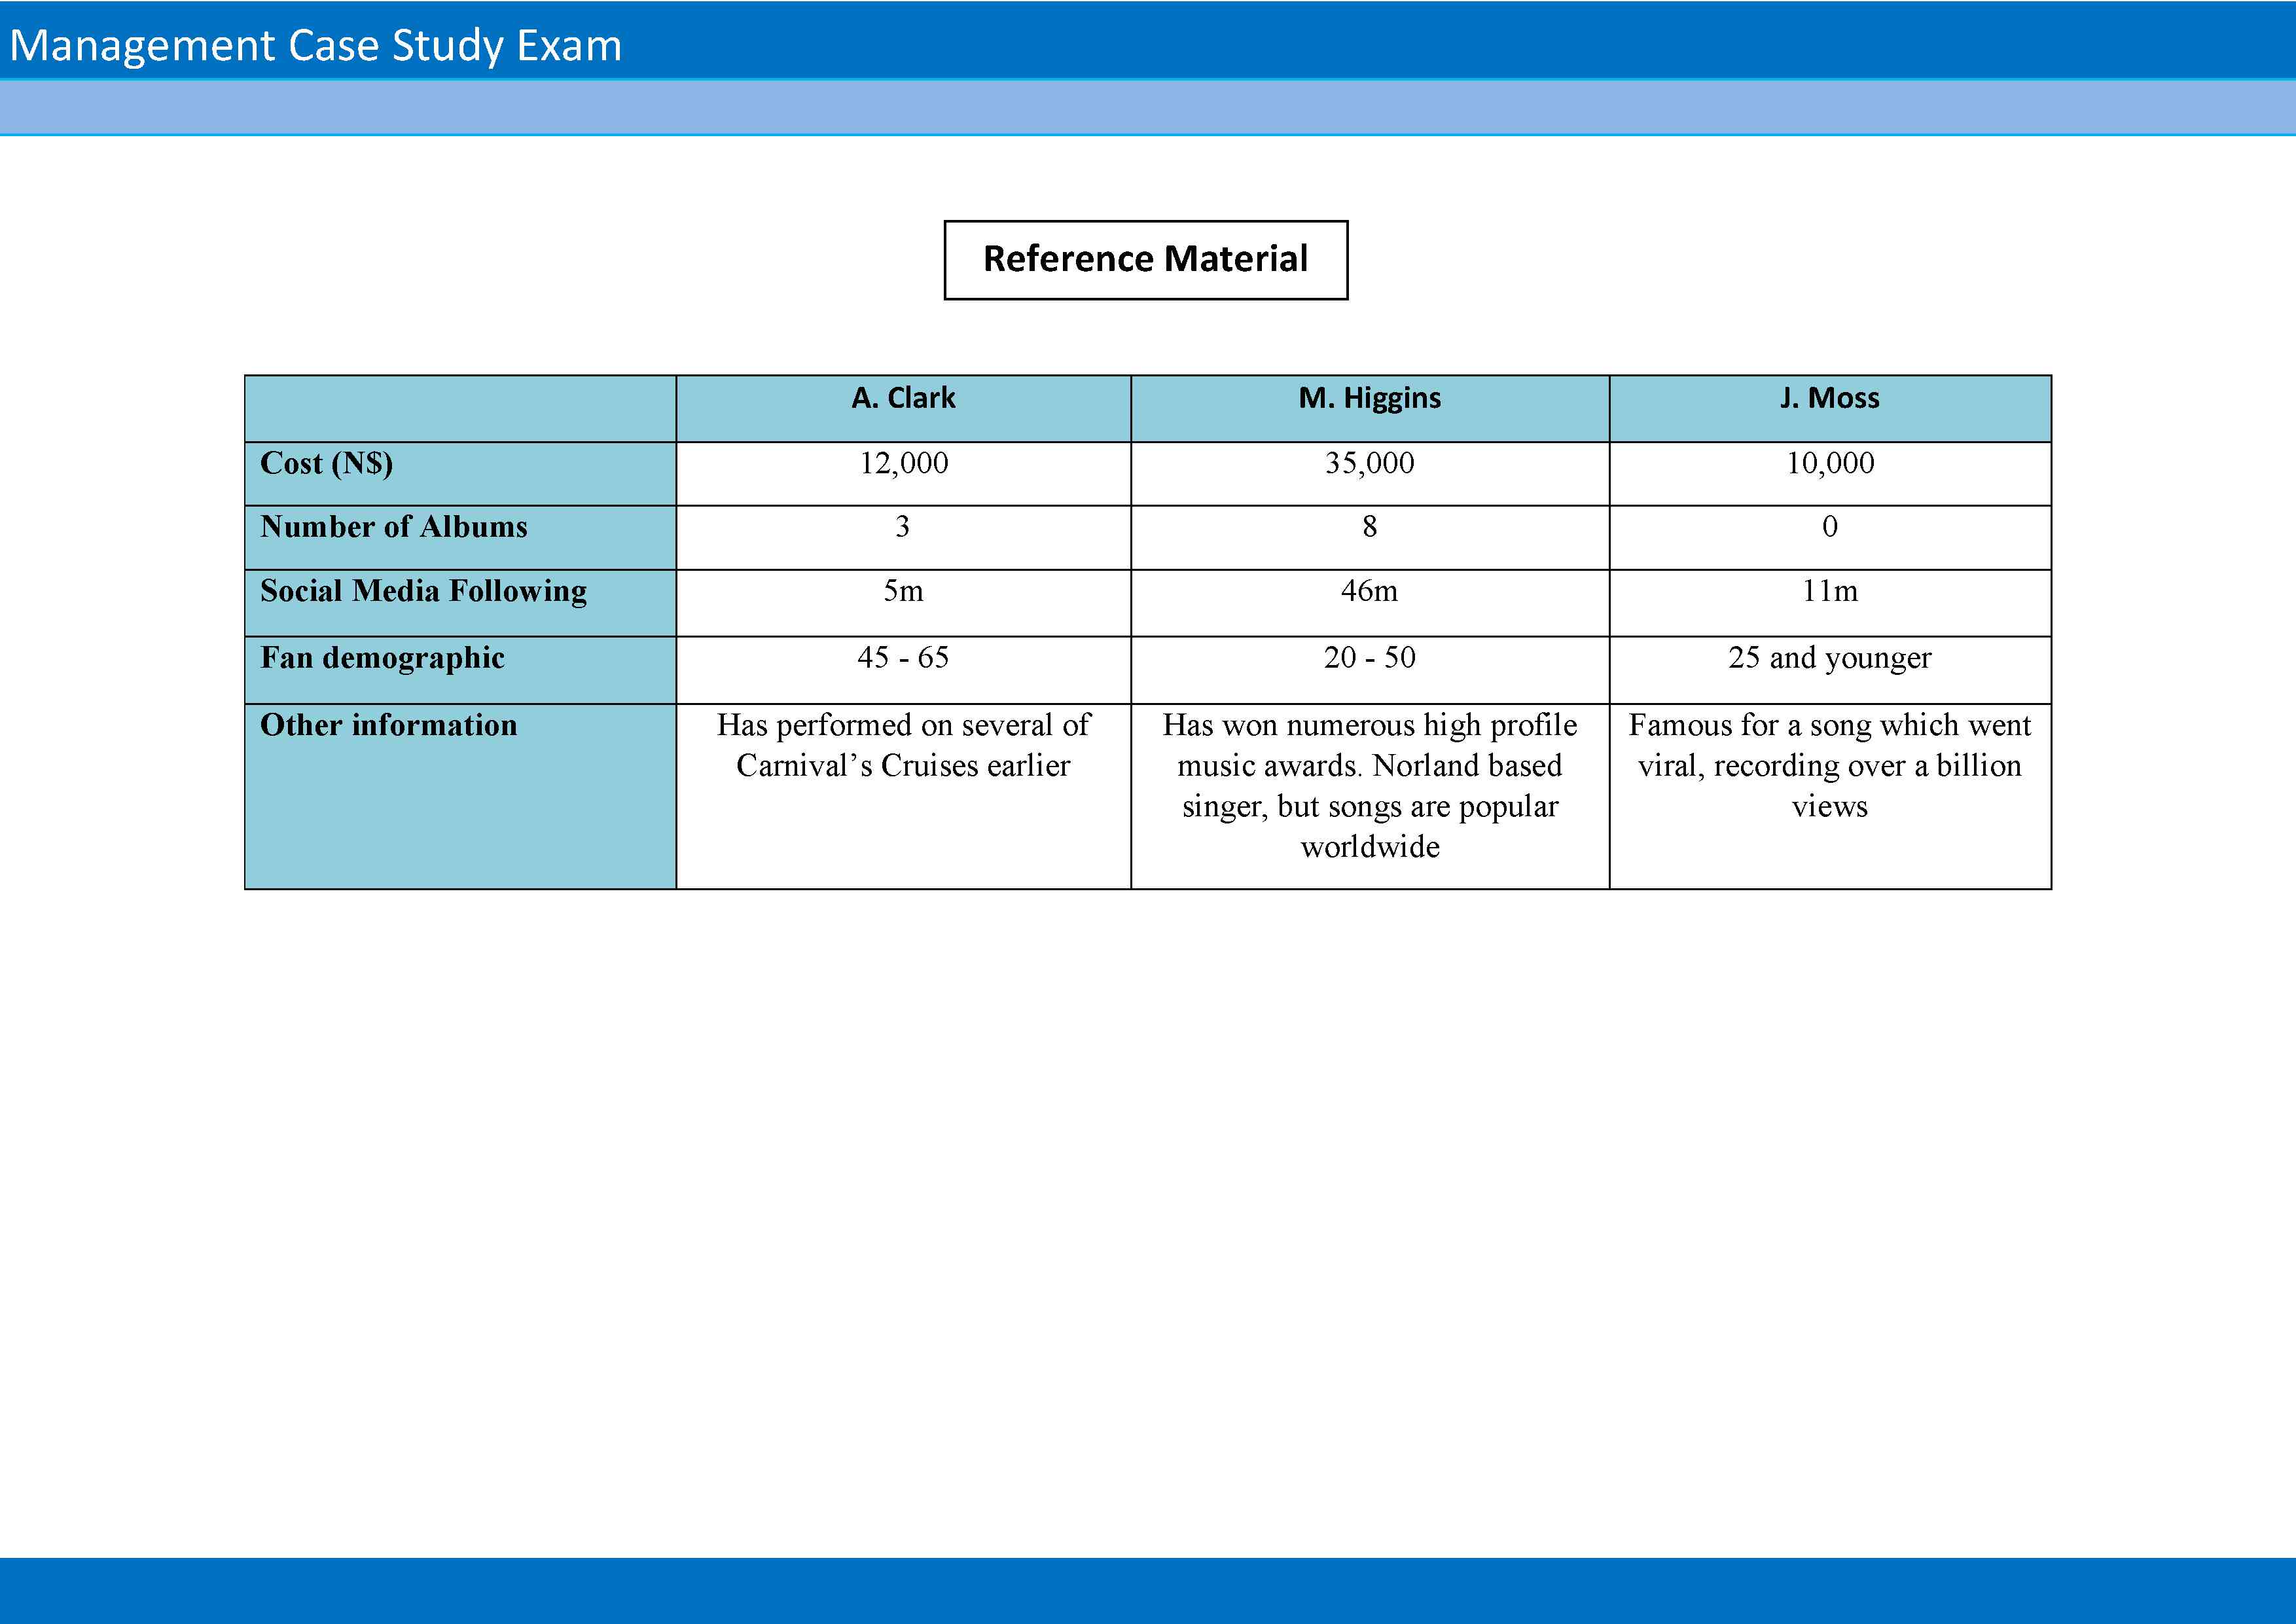 Management Case Study Exam
Reference Material
A. Clark M. Higgins J. Moss
Cost (N$) 12,000 35,000 10,000
Number of Albums 3 8 0
Social Media Following 5m 46m 11m
Fan demographic 45 - 65 20 - 50 25 and younger
Other information Has performed on several of Has won numerous high profile Famous for a song which went
Carnival’s Cruises earlier music awards. Norland based viral, recording over a billion
singer, but songs are popular views
worldwide